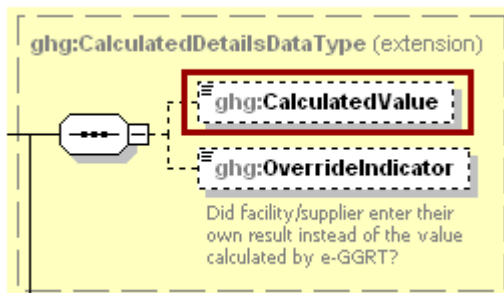 ghg:CalculatedDetailsDataType (extension)
ghg:CalculatedValue
ghg:OverrideIndicator
Did facility/supplier enter their
own result instead of the value
calculated by e-GGRT?